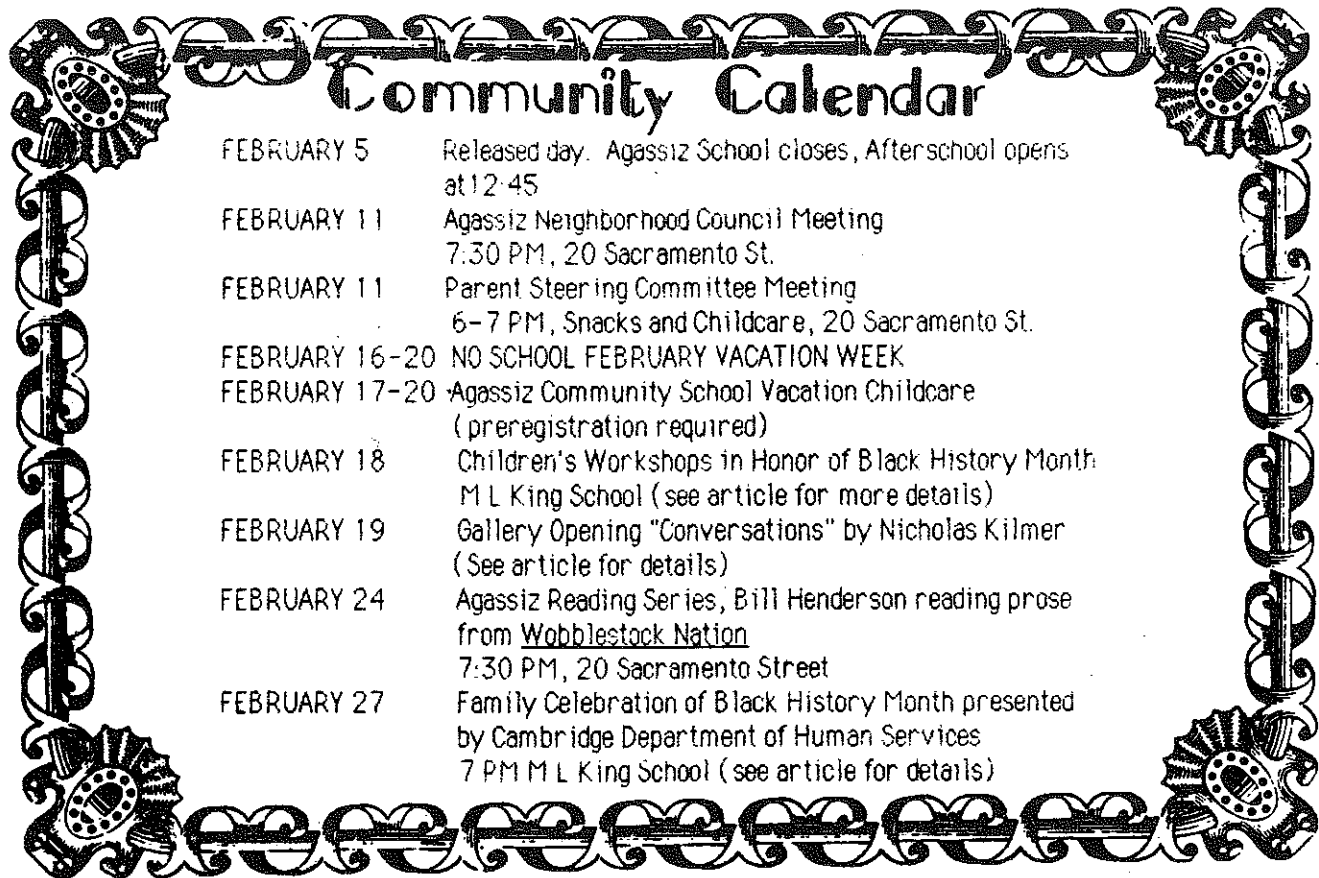 Community Calendar
FEBRUARY 5 Released day. Agassiz School closes, Afterschool opens
at 12:45
FEBRUARY 11 Agassiz Neighborhood Council Meeting
7:30 PM, 20 Sacramento St.
FEBRUARY 11 Parent Steering Committee Meeting
6-7 PM, Snacks and Childcare, 20 Sacramento St.
FEBRUARY 16-20 NO SCHOOL FEBRUARY VACATION WEEK
FEBRUARY 17-20 Agassiz Community School Vacation Childcare
(preregistration required)
FEBRUARY 18 Children's Workshops in Honor of Black History Month
M L King School (see article for more details)
FEBRUARY 19 Gallery Opening "Conversations" by Nicholas Kilmer
(See article for details)
FEBRUARY 24 Agassiz Reading Series, Bill Henderson reading prose
from Wobblestock Nation
7:30 PM, 20 Sacramento Street
FEBRUARY 27 Family Celebration of Black History Month presented
by Cambridge Department of Human Services
7 PM M L King School (see article for details)